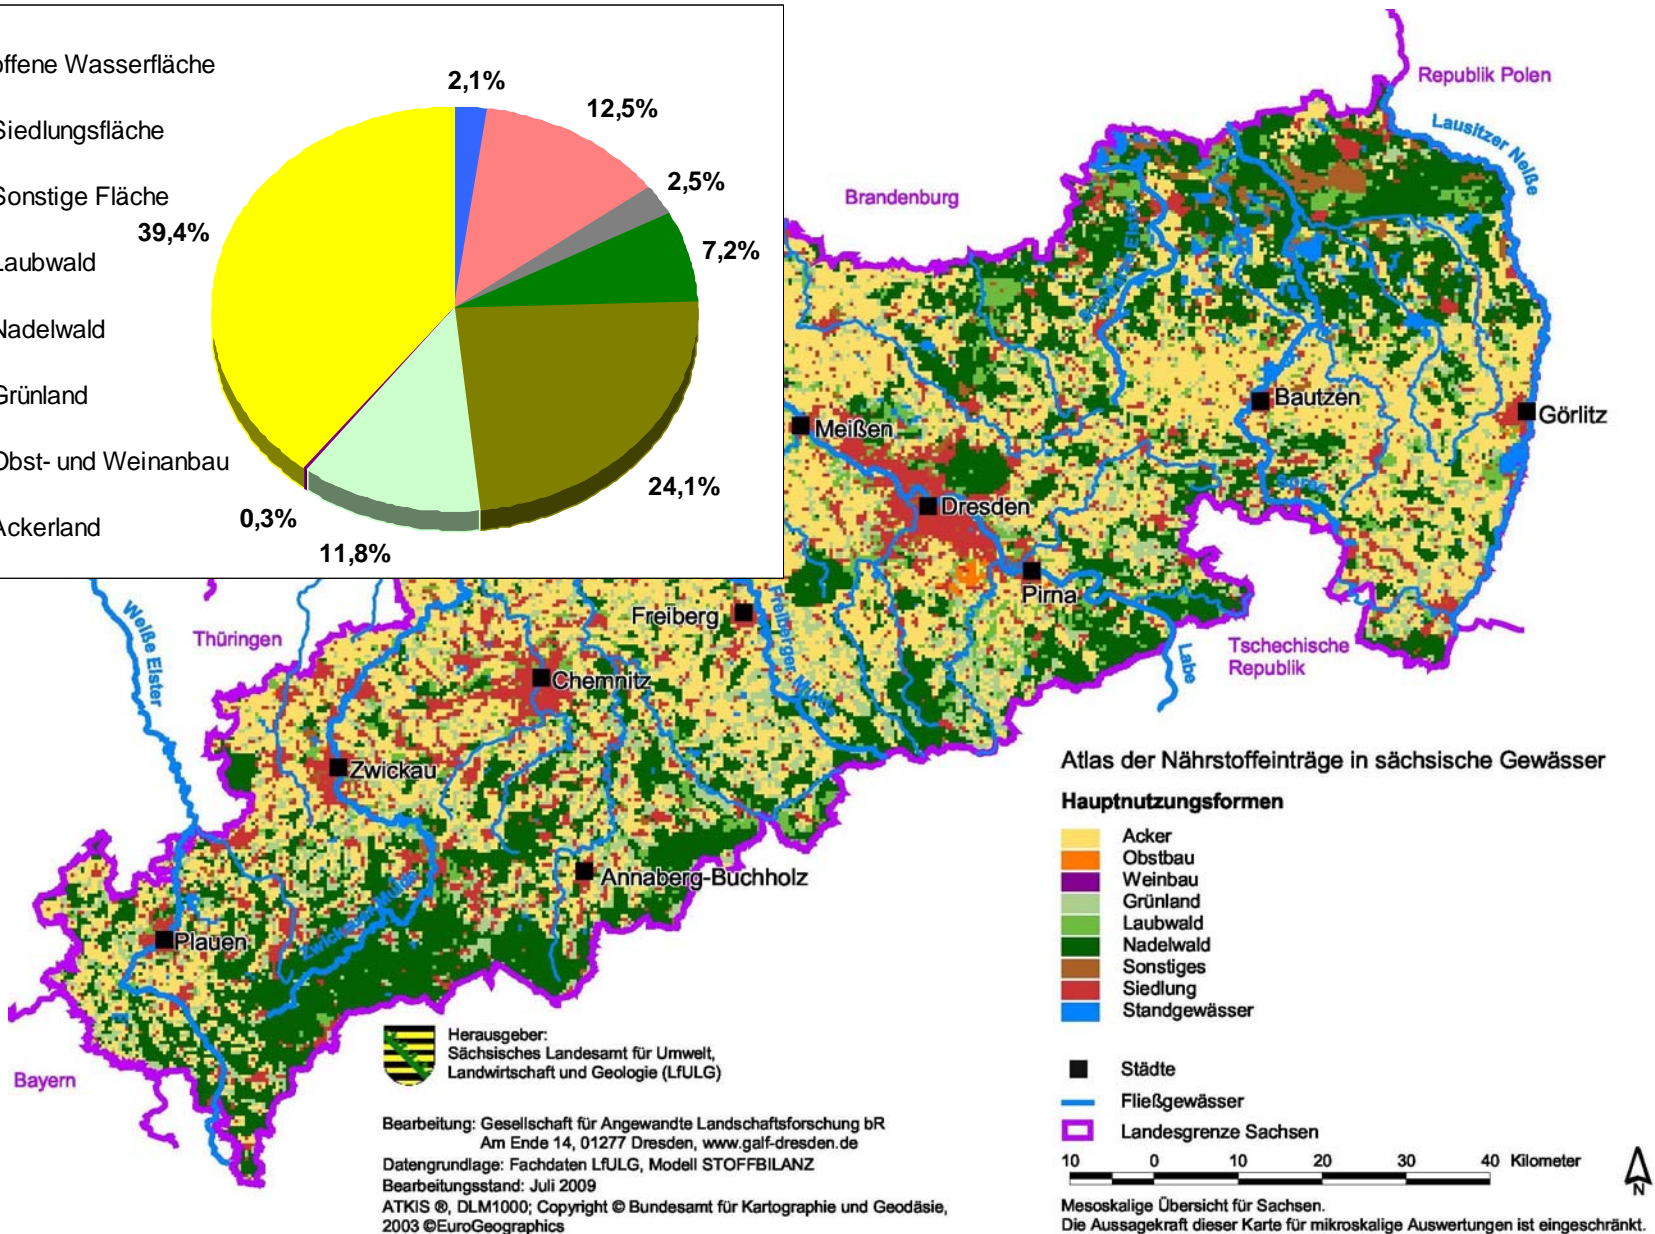 offene Wasserfläche
Siedlungsfläche
Sonstige Fläche
Laubwald
Nadelwald
Grünland
Obst- und Weinanbau
Ackerland
2,1%
12,5%
2,5%
7,2%
24,1%
11,8%
0,3%
39,4%
Republik Polen
Lausitzer Neiße
Brandenburg
Bautzen
Görlitz
Meißen
Dresden
Spree
Pirna
Freiberg
Freiberger Mulde
Tschechische
Republik
Labe
Thüringen
Weiße Elster
Chemnitz
Zwickau
Annaberg-Buchholz
Zwickauer Mulde
Plauen
Bayern
Atlas der Nährstoffeinträge in sächsische Gewässer
Hauptnutzungsformen
Acker
Obstbau
Weinbau
Grünland
Laubwald
Nadelwald
Sonstiges
Siedlung
Standgewässer
Städte
Fließgewässer
Landesgrenze Sachsen
10 0 10 20 30 40 Kilometer
N
Mesoskalige Übersicht für Sachsen.
Die Aussagekraft dieser Karte für mikroskalige Auswertungen ist eingeschränkt.
Herausgeber:
Sächsisches Landesamt für Umwelt,
Landwirtschaft und Geologie (LfULG)
Bearbeitung: Gesellschaft für Angewandte Landschaftsforschung bR
Am Ende 14, 01277 Dresden, www.galf-dresden.de
Datengrundlage: Fachdaten LfULG, Modell STOFFBILANZ
Bearbeitungsstand: Juli 2009
ATKIS ®, DLM1000; Copyright © Bundesamt für Kartographie und Geodäsie,
2003 ©EuroGeographics